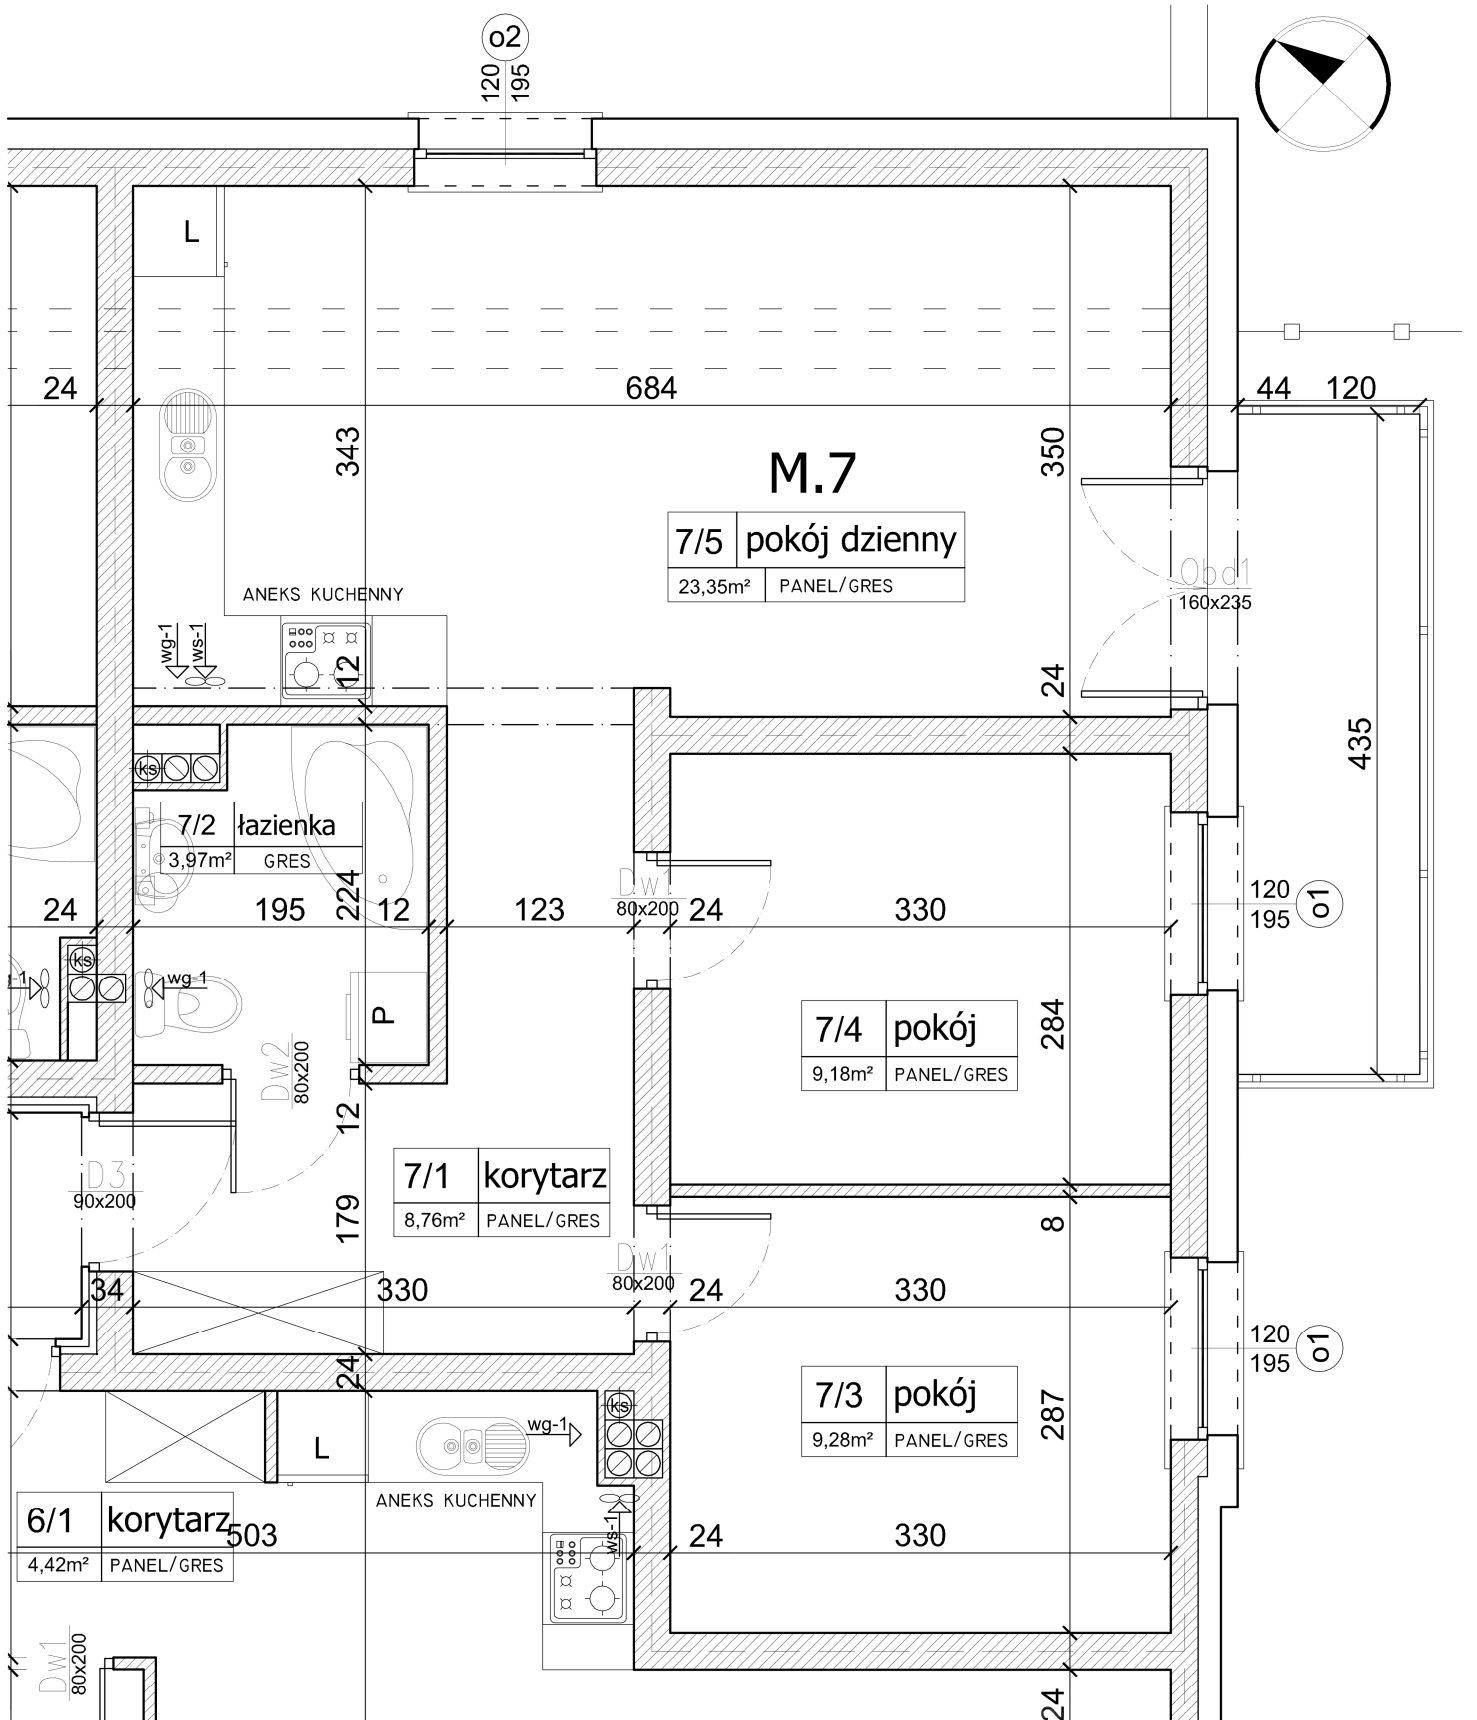 o2
120
195
L
24
684
44
120
343
350
M.7
7/5 pokój dzienny
23,35m² PANEL/GRES
Obd1
160x235
ANEKS KUCHENNY
wg-1
ws-1
12
24
435
ks
7/2 łazienka
3,97m² GRES
224
Dw1
80x200
24
195
12
123
24
330
120
195
o1
ks
wg-1
P
Dw2
80x200
284
7/4 pokój
9,18m² PANEL/GRES
12
D3
90x200
7/1 korytarz
8,76m² PANEL/GRES
179
8
Dw1
80x200
34
330
24
330
120
195
o1
24
7/3 pokój
9,28m² PANEL/GRES
287
ks
wg-1
L
ANEKS KUCHENNY
ws-1
6/1 korytarz
4,42m² PANEL/GRES
503
24
330
Dw1
80x200
24